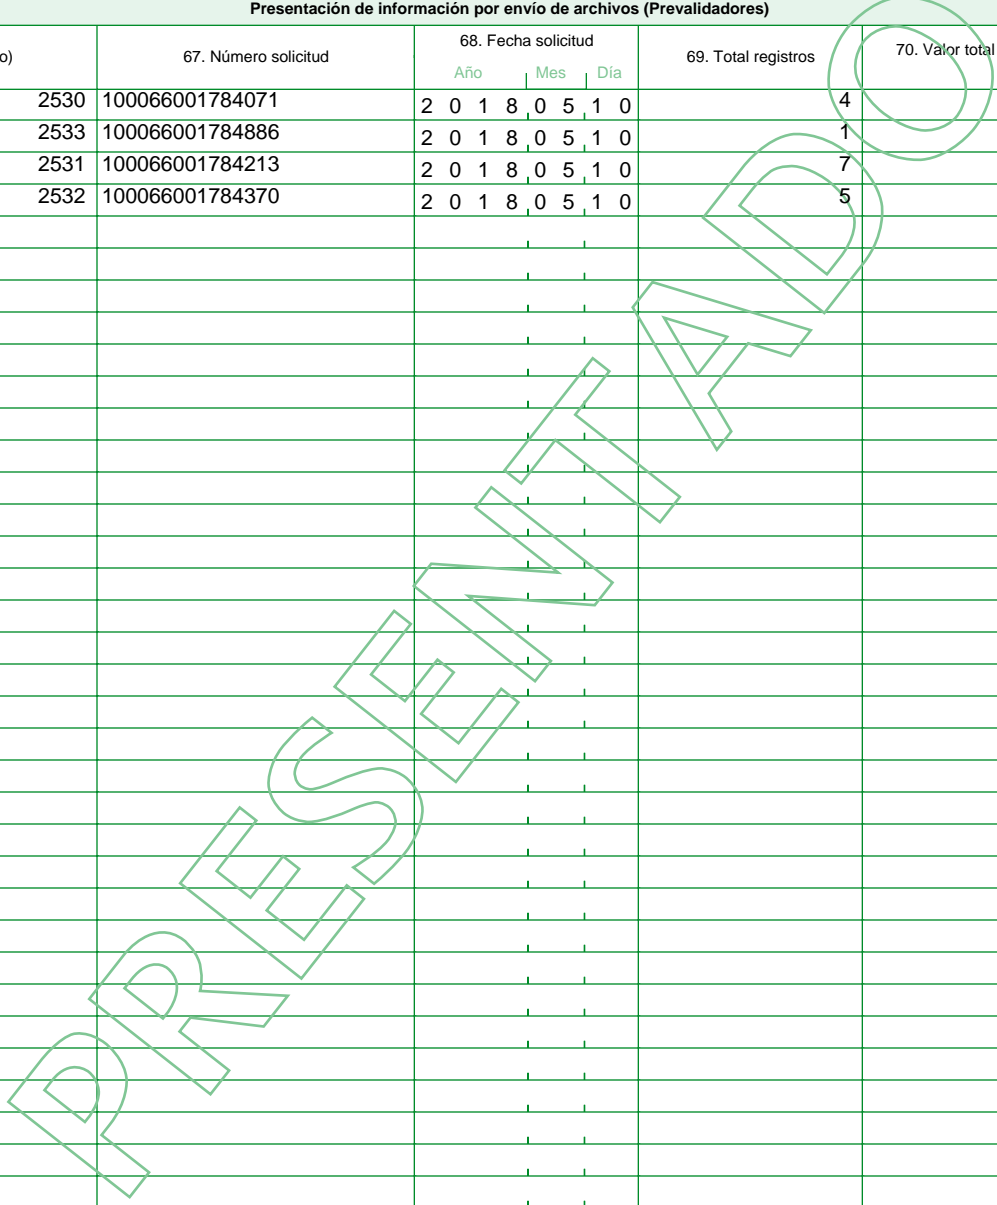 Presentación de información por envío de archivos (Prevalidadores)
o) 67. Número solicitud 68. Fecha solicitud 69. Total registros 70. Valor total
Año Mes Día
2530 100066001784071 2 0 1 8 0 5 1 0 4
2533 100066001784886 2 0 1 8 0 5 1 0 1
2531 100066001784213 2 0 1 8 0 5 1 0 7
2532 100066001784370 2 0 1 8 0 5 1 0 5
PRESENTADO